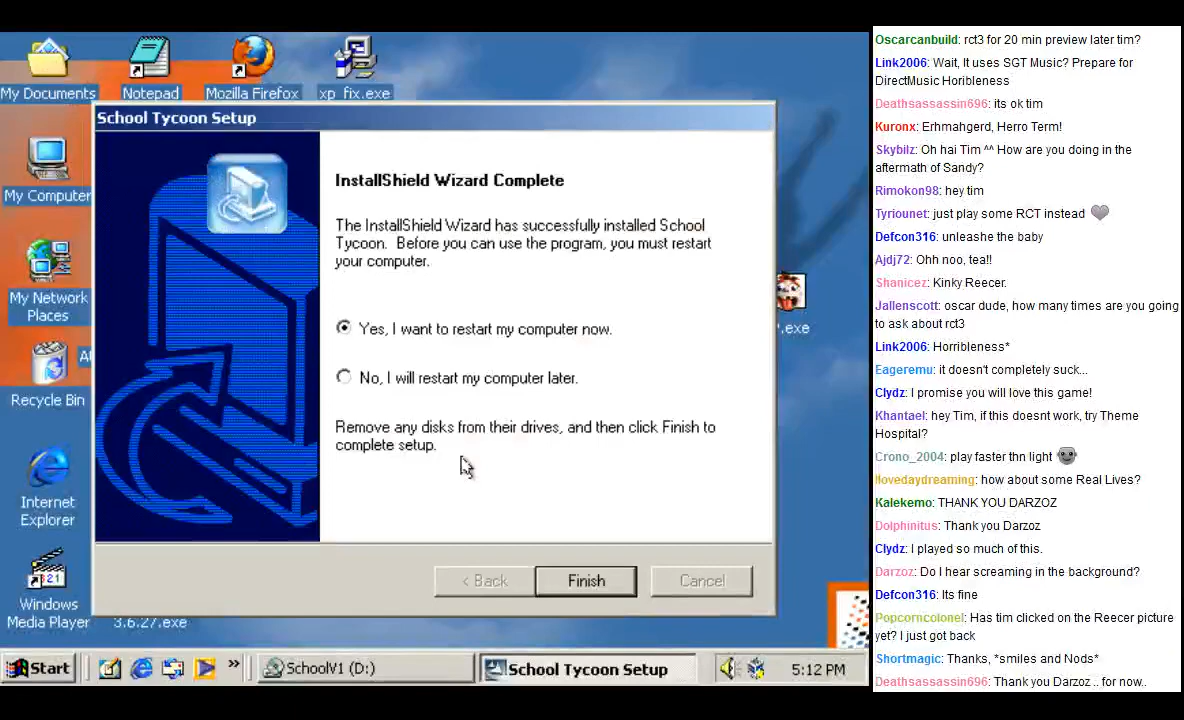 My Documents
Notepad
Mozilla Firefox
xp_fix.exe
School Tycoon Setup
My Computer
InstallShield Wizard Complete
The InstallShield Wizard has successfully installed School
Tycoon. Before you can use the program, you must restart
your computer.
My Network
Places
.exe
Yes, I want to restart my computer now.
Recycle Bin
No, I will restart my computer later.
Remove any disks from their drives, and then click Finish to
complete setup.
Internet
Explorer
< Back
Finish
Cancel
Windows
Media Player
3.6.27.exe
Start
SchoolV1 (D:)
School Tycoon Setup
5:12 PM
Oscarcanbuild: rct3 for 20 min preview later tim?
Link2006: Wait, It uses SGT Music? Prepare for
DirectMusic Horibleness
Deathsassassin696: its ok tim
Kuronx: Erhmahgerd, Herro Term!
Skybilz: Oh hai Tim ^^ How are you doing in the
aftermath of Sandy?
Rimokon98: hey tim
Tyriounet: just play some RCT instead
Defcon316: unleashe the baby
Ajdj72: Ohh noo, tea!!
Shanicez: Kinky Reecer.
Jallenscott: oscar dude, how many times are you going
to ask about rct3
Link2006: Horribleness*
Eageremu: it doesn't completely suck...
Clydz: I promise you will love this game!
Khantael: hey Tim, if this doesnt work, try Theme
Hospital?
Crono_2004: play faster thn light
Ilovedaydreaming: how about some Real Lives?
Kalekemo: THANK YOU DARZOZ
Dolphinitus: Thank you Darzoz
Clydz: I played so much of this.
Darzoz: Do I hear screaming in the background?
Defcon316: Its fine
Popcorncolonel: Has tim clicked on the Reecer picture
yet? I just got back
Shortmagic: Thanks, *smiles and Nods*
Deathsassassin696: Thank you Darzoz .. for now..